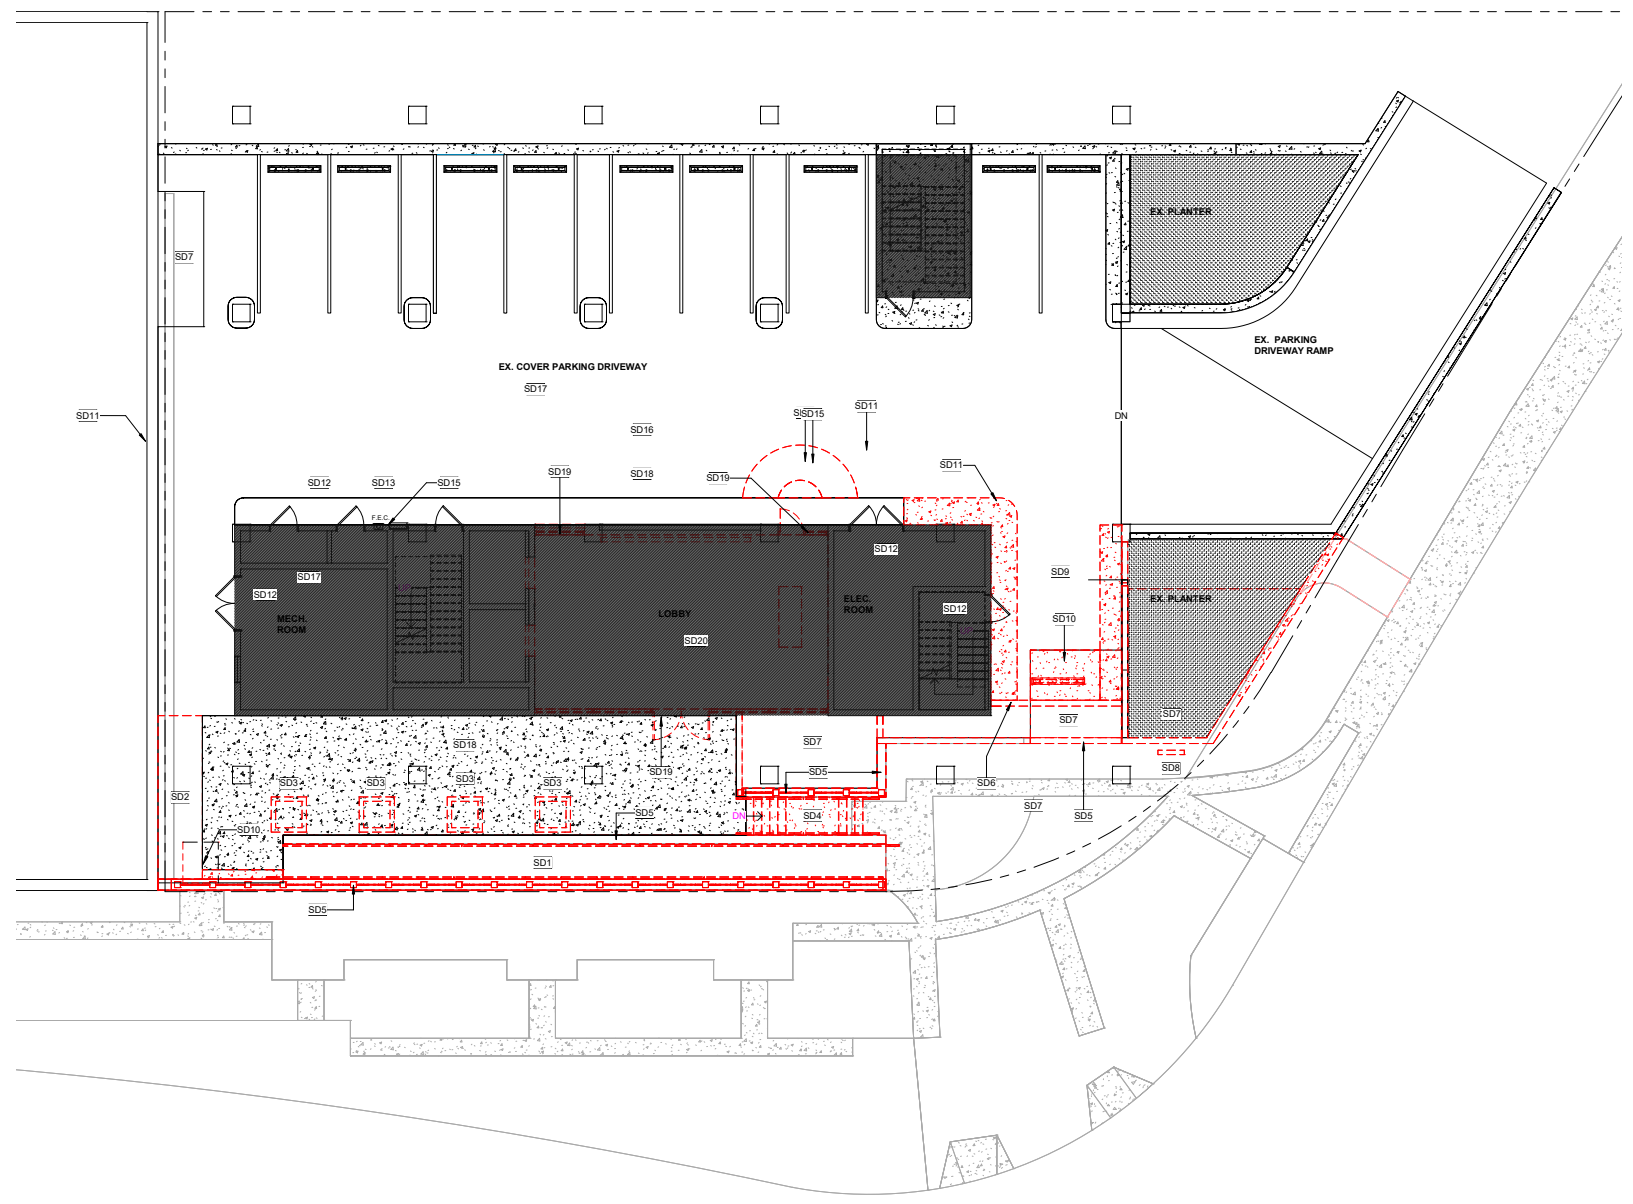 EX. PLANTER
SD7
EX. PARKING
DRIVEWAY RAMP
EX. COVER PARKING DRIVEWAY
SD17
SD11
SD15
SD11
DN
SD16
SD19
SD18
SD19
SD11
SD12
SD13
SD15
F.E.C.
SD12
SD17
SD12
SD9
EX. PLANTER
MECH.
ROOM
LOBBY
ELEC.
ROOM
SD12
SD10
SD20
SD7
SD7
SD18
SD7
SD19
SD5
SD6
SD8
SD3
SD3
SD3
SD3
SD2
SD10
SD5
DN
SD4
SD7
SD5
SD1
SD5